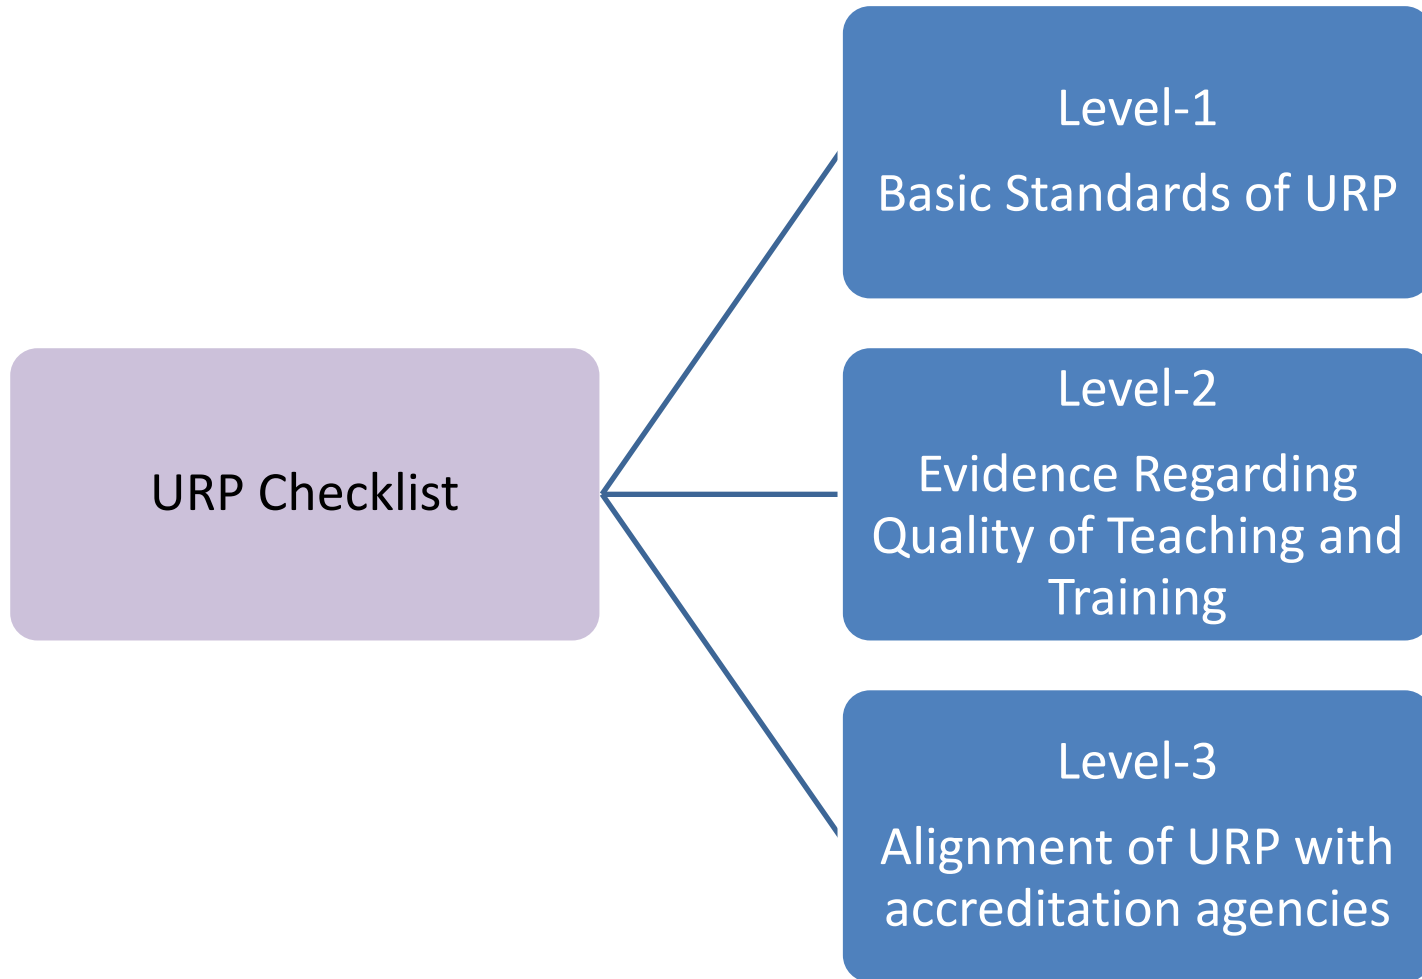 URP Checklist
Level-1
Basic Standards of URP
Level-2
Evidence Regarding
Quality of Teaching and
Training
Level-3
Alignment of URP with
accreditation agencies